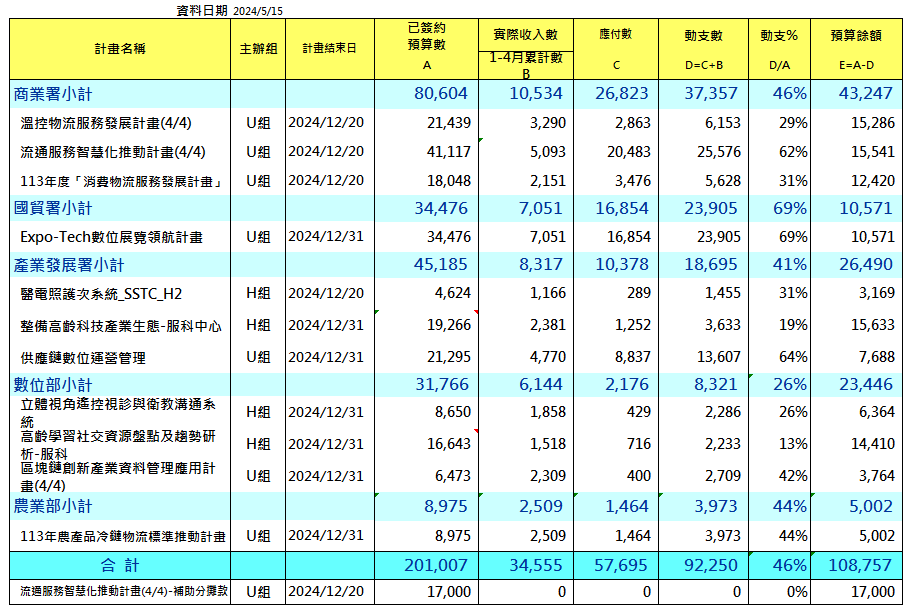 資料日期 2024/5/15
計畫名稱 主辦組 計畫結束日 已簽約預算數 A 實際收入數 1-4月累計數 B 應付數 C 動支數 D=C+B 動支% D/A 預算餘額 E=A-D
商業署小計 80,604 10,534 26,823 37,357 46% 43,247
溫控物流服務發展計畫(4/4) U組 2024/12/20 21,439 3,290 2,863 6,153 29% 15,286
流通服務智慧化推動計畫(4/4) U組 2024/12/20 41,117 5,093 20,483 25,576 62% 15,541
113年度「消費物流服務發展計畫」 U組 2024/12/20 18,048 2,151 3,476 5,628 31% 12,420
國貿署小計 34,476 7,051 16,854 23,905 69% 10,571
Expo-Tech數位展覽領航計畫 U組 2024/12/31 34,476 7,051 16,854 23,905 69% 10,571
產業發展署小計 45,185 8,317 10,378 18,695 41% 26,490
醫電照護次系統_SSTC_H2 H組 2024/12/20 4,624 1,166 289 1,455 31% 3,169
整備高齡科技產業生態-服科中心 H組 2024/12/31 19,266 2,381 1,252 3,633 19% 15,633
供應鏈數位運營管理 U組 2024/12/31 21,295 4,770 8,837 13,607 64% 7,688
數位部小計 31,766 6,144 2,176 8,321 26% 23,446
立體視角遙控視診與衛教溝通系統 H組 2024/12/31 8,650 1,858 429 2,286 26% 6,364
高齡學習社交資源盤點及趨勢研析-服科 H組 2024/12/31 16,643 1,518 716 2,233 13% 14,410
區塊鏈創新產業資料管理應用計畫(4/4) U組 2024/12/31 6,473 2,309 400 2,709 42% 3,764
農業部小計 8,975 2,509 1,464 3,973 44% 5,002
113年農產品冷鏈物流標準推動計畫 U組 2024/12/31 8,975 2,509 1,464 3,973 44% 5,002
合 計 201,007 34,555 57,695 92,250 46% 108,757
流通服務智慧化推動計畫(4/4)-補助分攤款 U組 2024/12/20 17,000 0 0 0 0% 17,000